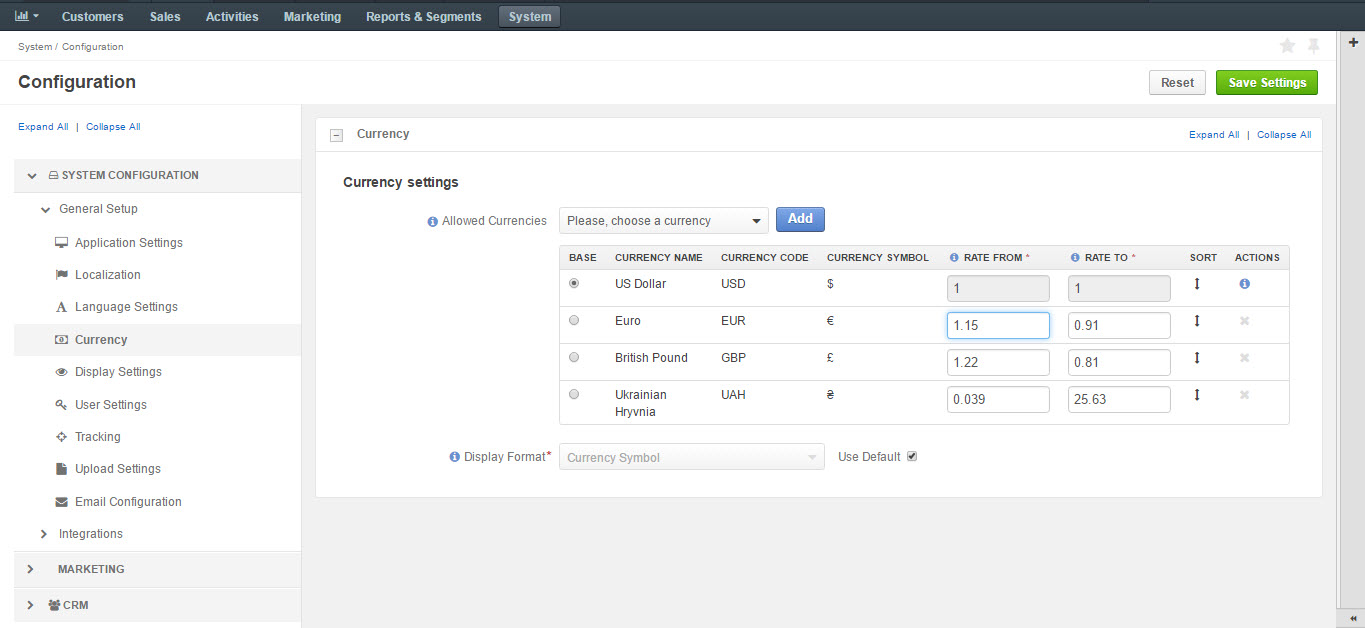 Customers Sales Activities Marketing Reports & Segments System
System / Configuration
Configuration
Reset Save Settings
Expand All | Collapse All
SYSTEM CONFIGURATION
General Setup
Application Settings
Localization
Language Settings
Currency
Display Settings
User Settings
Tracking
Upload Settings
Email Configuration
Integrations
MARKETING
CRM
Currency Expand All | Collapse All
Currency settings
Allowed Currencies Please, choose a currency Add
BASE CURRENCY NAME CURRENCY CODE CURRENCY SYMBOL RATE FROM * RATE TO * SORT ACTIONS
US Dollar USD $ 1 1
Euro EUR € 1.15 0.91
British Pound GBP £ 1.22 0.81
Ukrainian UAH ₴ 0.039 25.63
Hryvnia
Display Format* Currency Symbol Use Default